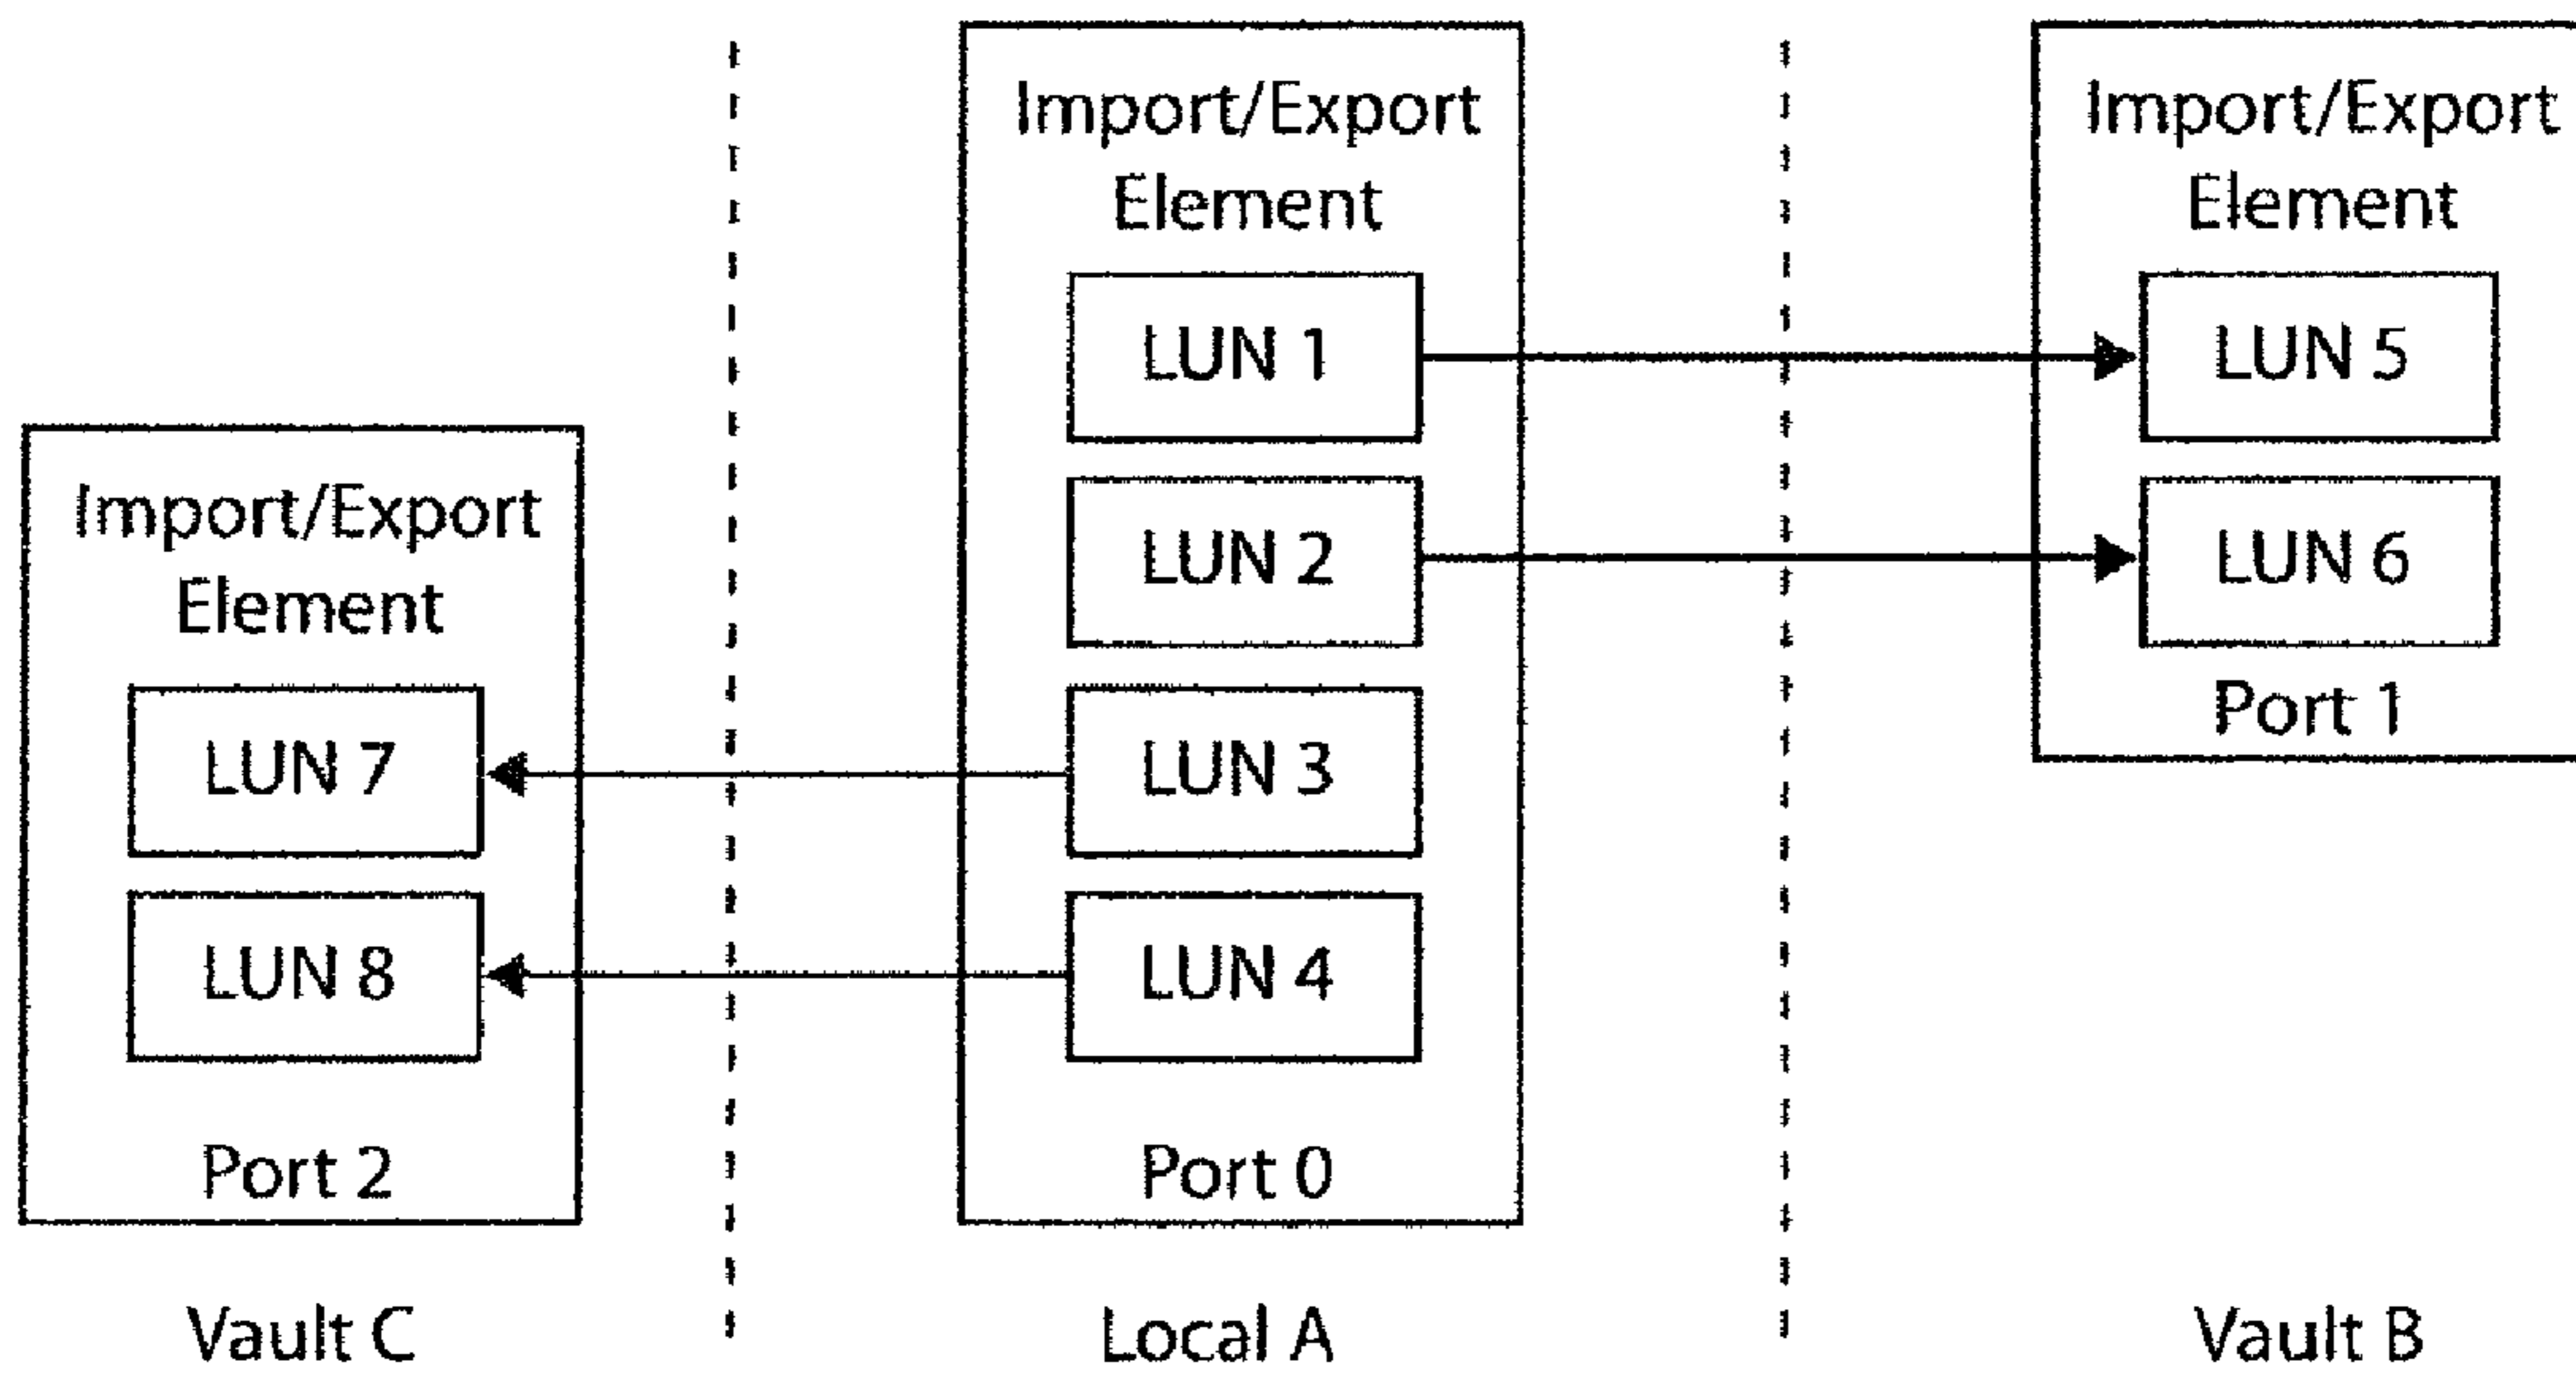 Import/Export
Element
LUN 7
LUN 8
Port 2
Vault C
Import/Export
Element
LUN 1
LUN 2
LUN 3
LUN 4
Port 0
Local A
Import/Export
Element
LUN 5
LUN 6
Port 1
Vault B